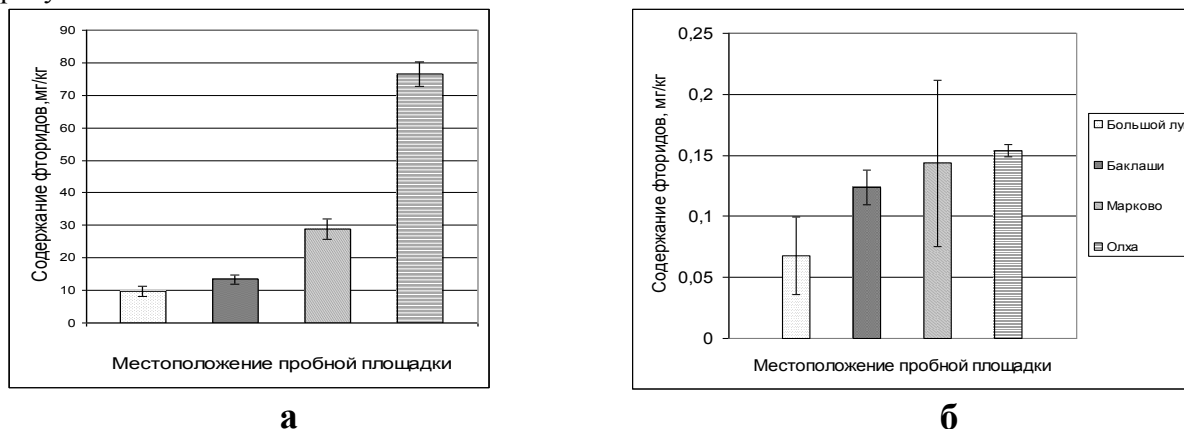 Содержание фторидов,мг/кг
90
80
70
60
50
40
30
20
10
0
Местоположение пробной площадки
а
Содержание фторидов, мг/кг
0,25
0,2
0,15
0,1
0,05
0
Местоположение пробной площадки
Большой лу
Баклаши
Марково
Олха
б